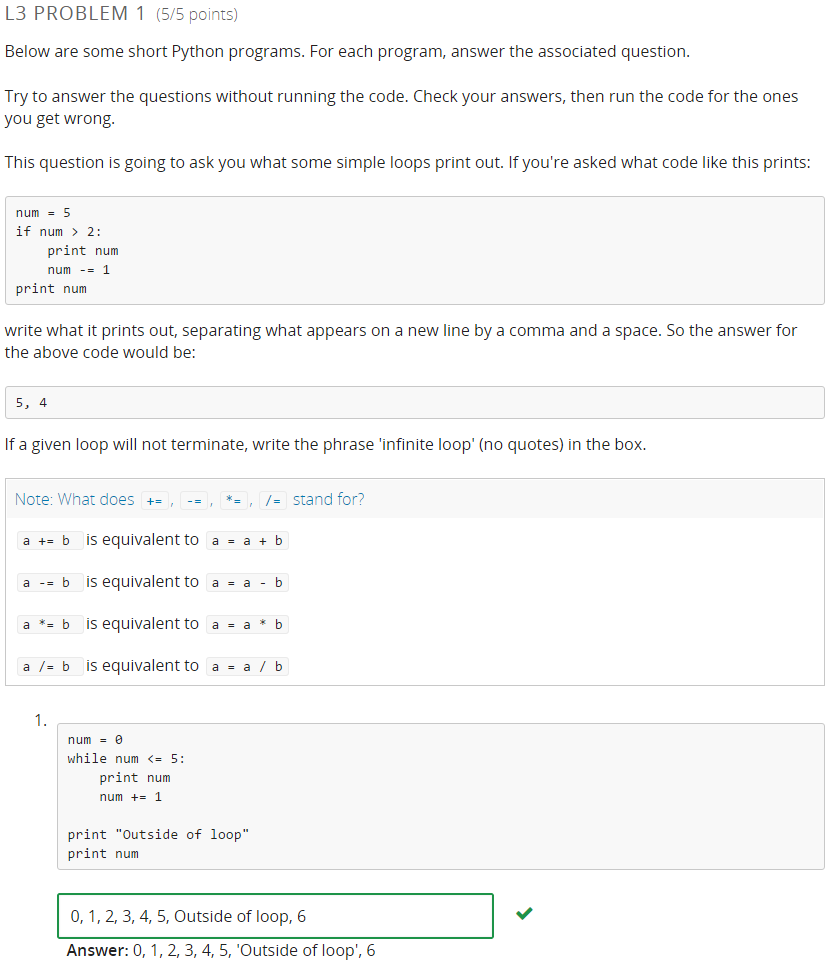 L3 PROBLEM 1 (5/5 points)
Below are some short Python programs. For each program, answer the associated question.
Try to answer the questions without running the code. Check your answers, then run the code for the ones
you get wrong.
This question is going to ask you what some simple loops print out. If you're asked what code like this prints:
num = 5
if num > 2:
    print num
    num -= 1
print num
write what it prints out, separating what appears on a new line by a comma and a space. So the answer for
the above code would be:
5, 4
If a given loop will not terminate, write the phrase 'infinite loop' (no quotes) in the box.
Note: What does += , -= , *= , /= stand for?
a += b is equivalent to a = a + b
a -= b is equivalent to a = a - b
a *= b is equivalent to a = a * b
a /= b is equivalent to a = a / b
1.
num = 0
while num <= 5:
    print num
    num += 1
print "Outside of loop"
print num
0, 1, 2, 3, 4, 5, Outside of loop, 6
Answer: 0, 1, 2, 3, 4, 5, 'Outside of loop', 6